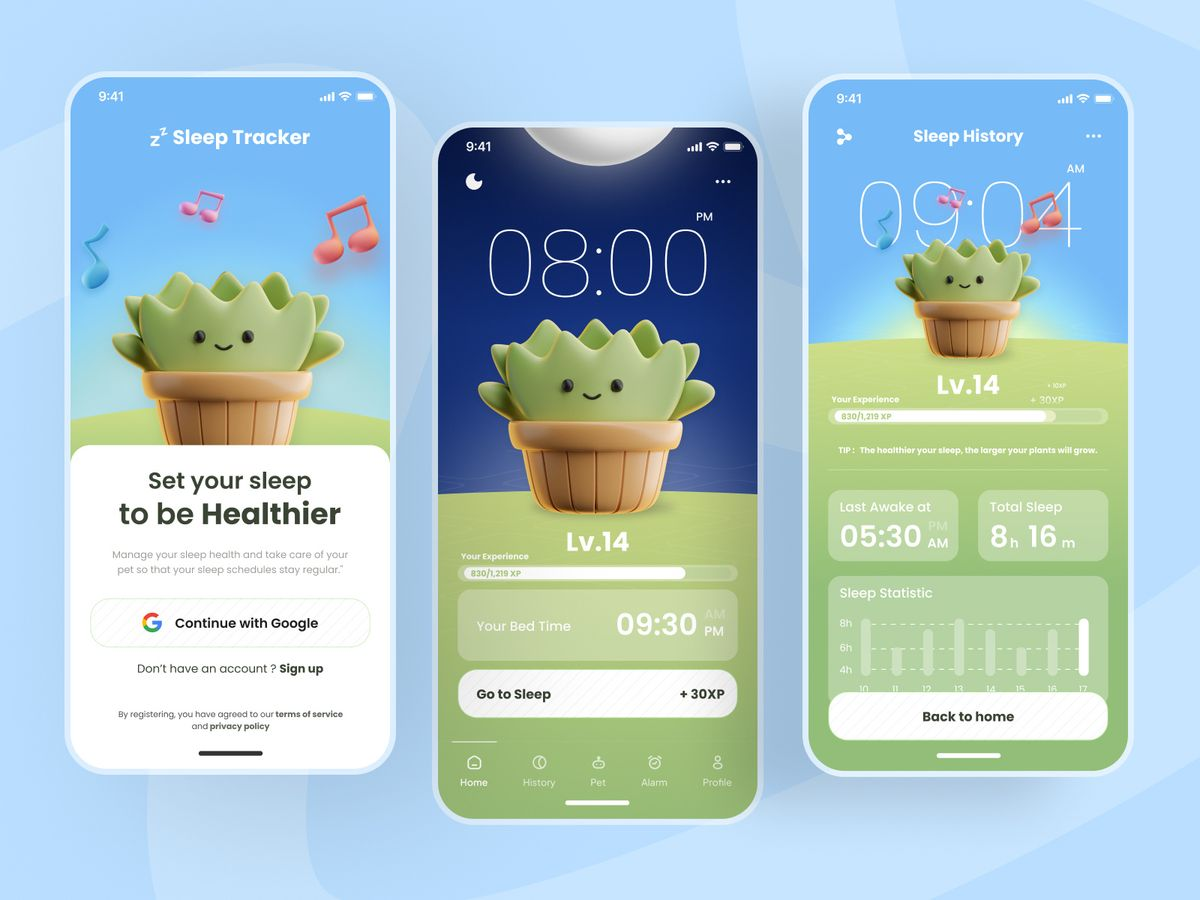 9:41
zz Sleep Tracker
Set your sleep
to be Healthier
Manage your sleep health and take care of your
pet so that your sleep schedules stay regular.”
Continue with Google
Don’t have an account ? Sign up
By registering, you have agreed to our terms of service
and privacy policy
9:41
PM
08:00
Lv.14
Your Experience
830/1,219 XP
Your Bed Time
09:30
AM
PM
Go to Sleep
+ 30XP
Home
History
Pet
Alarm
Profile
9:41
Sleep History
AM
09:04
Lv.14
+ 10XP
Your Experience
+ 30XP
830/1,219 XP
TIP : The healthier your sleep, the larger your plants will grow.
Last Awake at
05:30
PM
AM
Total Sleep
8h 16 m
Sleep Statistic
8h
6h
4h
10 11 12 13 14 15 16 17
Back to home